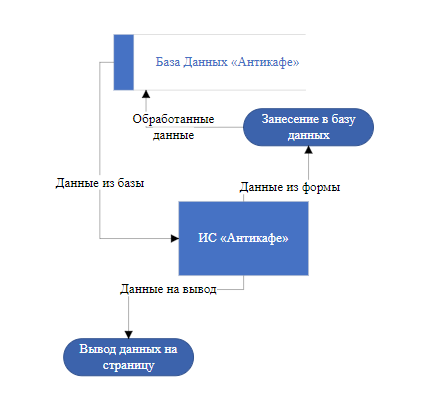 База Данных «Антикафе»
Обработанные
данные
Занесение в базу
данных
Данные из базы
Данные из формы
ИС «Антикафе»
Данные на вывод
Вывод данных на
страницу